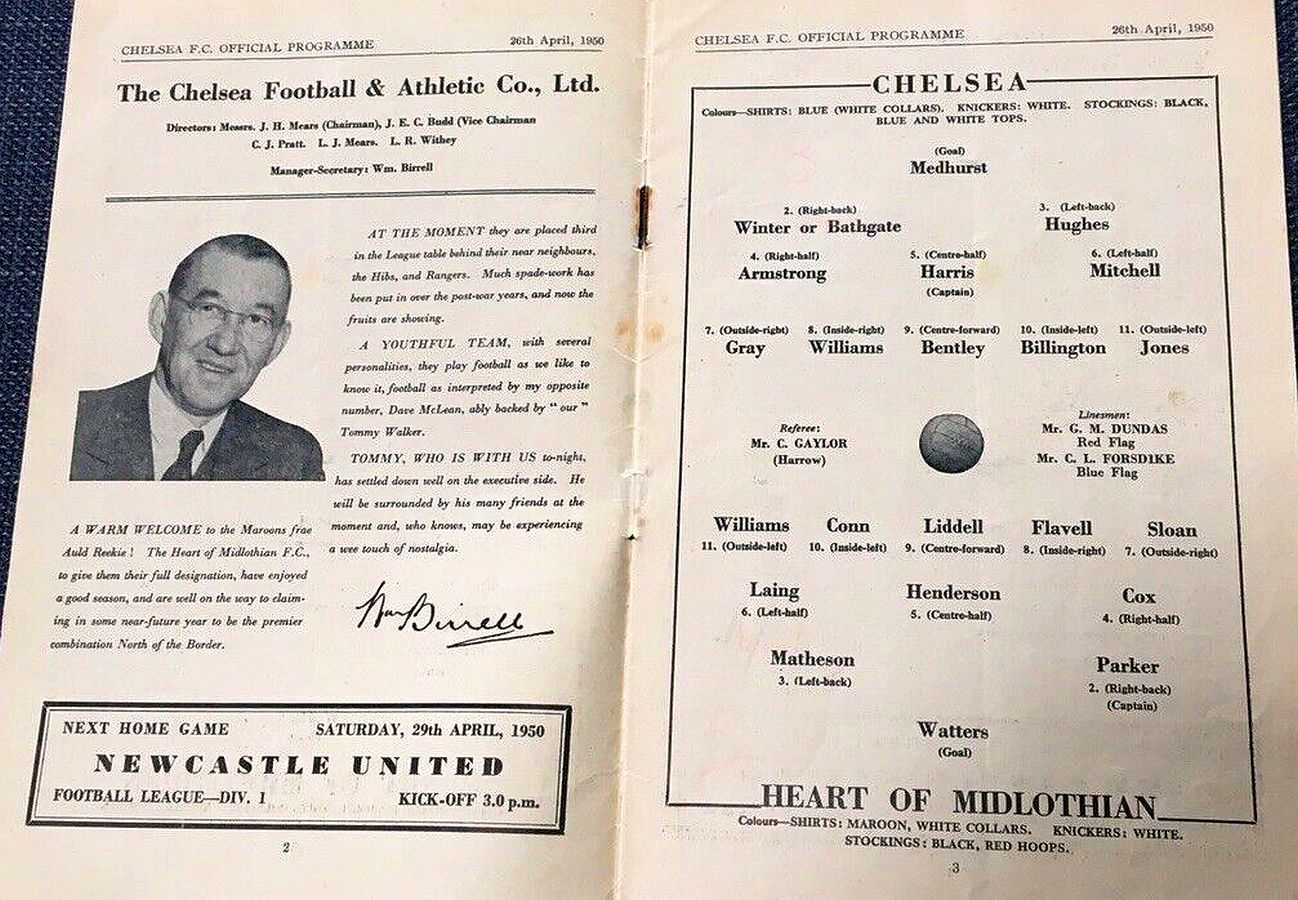 CHELSEA F.C. OFFICIAL PROGRAMME 26th April, 1950
The Chelsea Football & Athletic Co., Ltd.
Directors: Messrs. J. H. Mears (Chairman), J. E. C. Budd (Vice Chairman
C. J. Pratt. L. J. Mears. L. R. Withey
Manager-Secretary: Wm. Birrell
AT THE MOMENT they are placed third
in the League table behind their near neighbours,
the Hibs, and Rangers. Much spade-work has
been put in over the post-war years, and now the
fruits are showing.
A YOUTHFUL TEAM, with several
personalities, they play football as we like to
know it, football as interpreted by my opposite
number, Dave McLean, ably backed by "our"
Tommy Walker.
TOMMY, WHO IS WITH US to-night,
has settled down well on the executive side. He
will be surrounded by his many friends at the
moment and, who knows, may be experiencing
a wee touch of nostalgia.
Wm Birrell
A WARM WELCOME to the Maroons frae
Auld Reekie! The Heart of Midlothian F.C.,
to give them their full designation, have enjoyed
a good season, and are well on the way to claim-
ing in some near-future year to be the premier
combination North of the Border.
NEXT HOME GAME SATURDAY, 29th APRIL, 1950
NEWCASTLE UNITED
FOOTBALL LEAGUE—DIV. 1 KICK-OFF 3.0 p.m.
2
CHELSEA F.C. OFFICIAL PROGRAMME 26th April, 1950
CHELSEA
Colours—SHIRTS: BLUE (WHITE COLLARS). KNICKERS: WHITE. STOCKINGS: BLACK,
BLUE AND WHITE TOPS.
(Goal)
Medhurst
2. (Right-back) 3. (Left-back)
Winter or Bathgate Hughes
4. (Right-half) 5. (Centre-half) 6. (Left-half)
Armstrong Harris Mitchell
(Captain)
7. (Outside-right) 8. (Inside-right) 9. (Centre-forward) 10. (Inside-left) 11. (Outside-left)
Gray Williams Bentley Billington Jones
Referee: Linesmen:
Mr. C. GAYLOR Mr. G. M. DUNDAS
(Harrow) Red Flag
Mr. C. L. FORSDIKE
Blue Flag
Williams Conn Liddell Flavell Sloan
11. (Outside-left) 10. (Inside-left) 9. (Centre-forward) 8. (Inside-right) 7. (Outside-right)
Laing Henderson Cox
6. (Left-half) 5. (Centre-half) 4. (Right-half)
Matheson Parker
3. (Left-back) 2. (Right-back)
(Captain)
Watters
(Goal)
HEART OF MIDLOTHIAN
Colours—SHIRTS: MAROON, WHITE COLLARS. KNICKERS: WHITE.
STOCKINGS: BLACK, RED HOOPS.
3